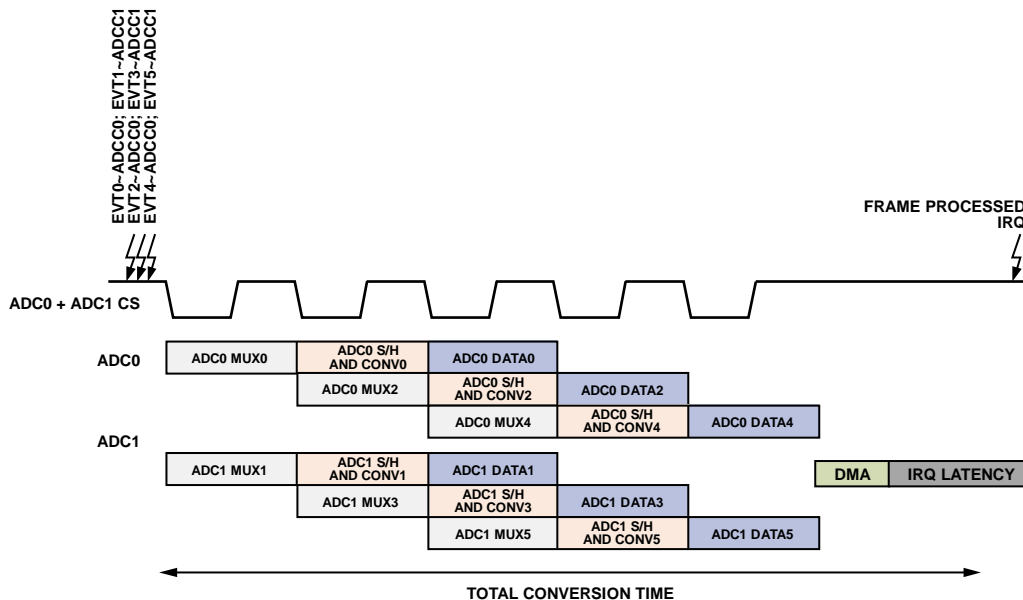 EVT0~ADCC0; EVT1~ADCC1
EVT2~ADCC0; EVT3~ADCC1
EVT4~ADCC0; EVT5~ADCC1
FRAME PROCESSED
IRQ
ADC0 + ADC1 CS
ADC0
ADC0 MUX0
ADC0 S/H
AND CONV0
ADC0 DATA0
ADC0 MUX2
ADC0 S/H
AND CONV2
ADC0 DATA2
ADC0 MUX4
ADC0 S/H
AND CONV4
ADC0 DATA4
ADC1
ADC1 MUX1
ADC1 S/H
AND CONV1
ADC1 DATA1
DMA
IRQ LATENCY
ADC1 MUX3
ADC1 S/H
AND CONV3
ADC1 DATA3
ADC1 MUX5
ADC1 S/H
AND CONV5
ADC1 DATA5
TOTAL CONVERSION TIME